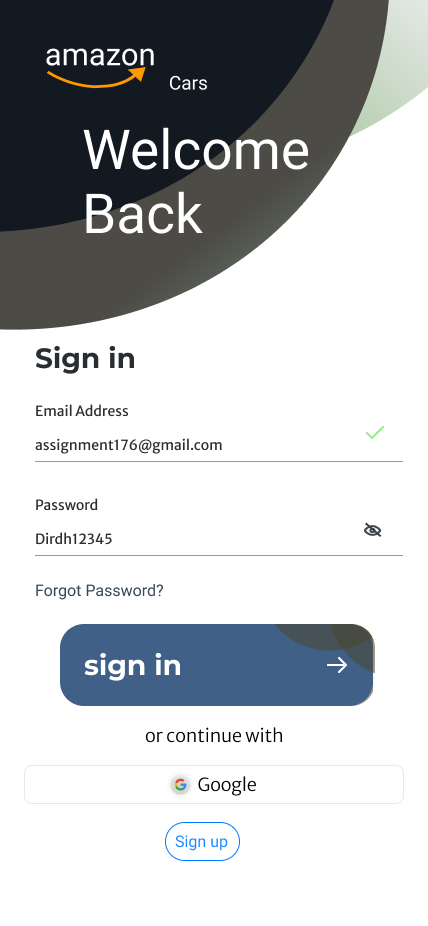 amazon
Cars
Welcome
Back
Sign in
Email Address
assignment176@gmail.com
Password
Dirdh12345
Forgot Password?
sign in
or continue with
Google
Sign up